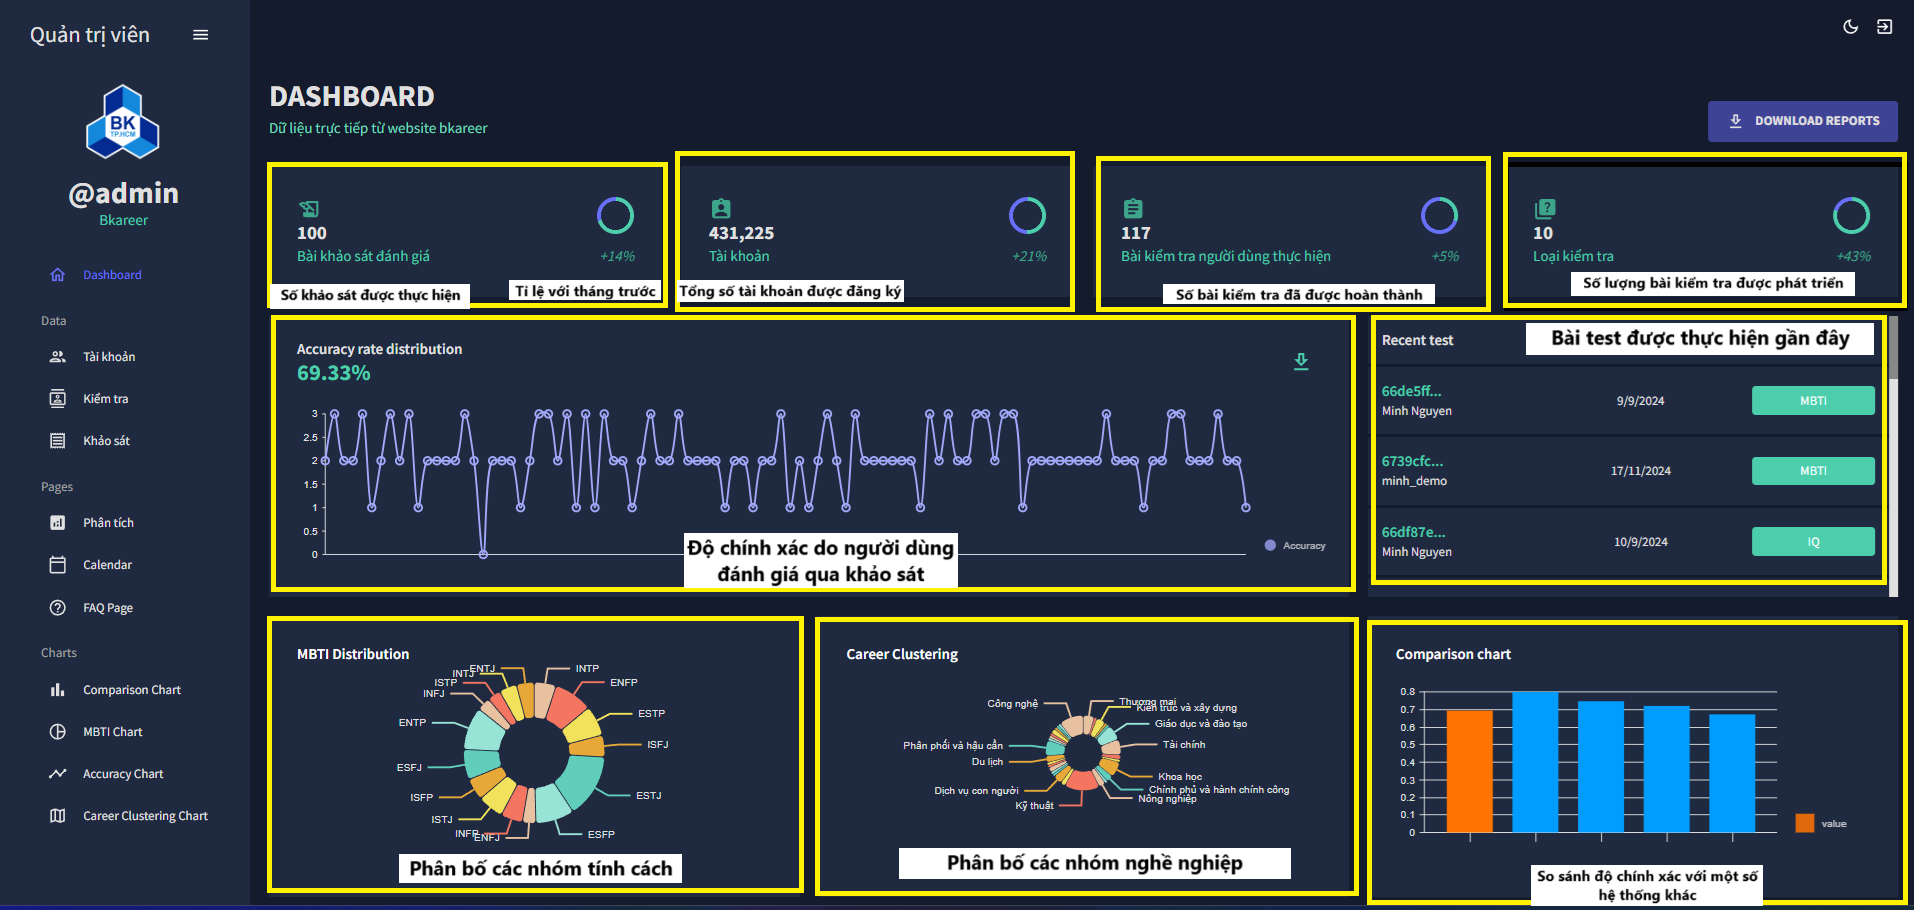 Quản trị viên
BK
TP.HCM
@admin
Bkareer
Dashboard
Data
Tài khoản
Kiểm tra
Khảo sát
Pages
Phân tích
Calendar
FAQ Page
Charts
Comparison Chart
MBTI Chart
Accuracy Chart
Career Clustering Chart
DASHBOARD
Dữ liệu trực tiếp từ website bkareer
DOWNLOAD REPORTS
100
Bài khảo sát đánh giá
+14%
Số khảo sát được thực hiện
Tỉ lệ với tháng trước
431,225
Tài khoản
+21%
Tổng số tài khoản được đăng ký
117
Bài kiểm tra người dùng thực hiện
+5%
Số bài kiểm tra đã được hoàn thành
10
Loại kiểm tra
+43%
Số lượng bài kiểm tra được phát triển
Accuracy rate distribution
69.33%
3
2.5
2
1.5
1
0.5
0
Accuracy
Độ chính xác do người dùng
đánh giá qua khảo sát
Recent test
Bài test được thực hiện gần đây
66de5ff...
Minh Nguyen
9/9/2024
MBTI
6739cfc...
minh_demo
17/11/2024
MBTI
66df87e...
Minh Nguyen
10/9/2024
IQ
MBTI Distribution
INTP
ENFP
ESTP
ISFJ
ESTJ
ESFP
ENFJ
INFP
ISTJ
ISFP
ESFJ
ENTP
INFJ
ISTP
INTJ
ENTJ
Phân bố các nhóm tính cách
Career Clustering
Thương mại
Kiến trúc và xây dựng
Giáo dục và đào tạo
Tài chính
Khoa học
Chính phủ và hành chính công
Nông nghiệp
Kỹ thuật
Dịch vụ con người
Du lịch
Phân phối và hậu cần
Công nghệ
Phân bố các nhóm nghề nghiệp
Comparison chart
0.8
0.7
0.6
0.5
0.4
0.3
0.2
0.1
0
value
So sánh độ chính xác với một số
hệ thống khác